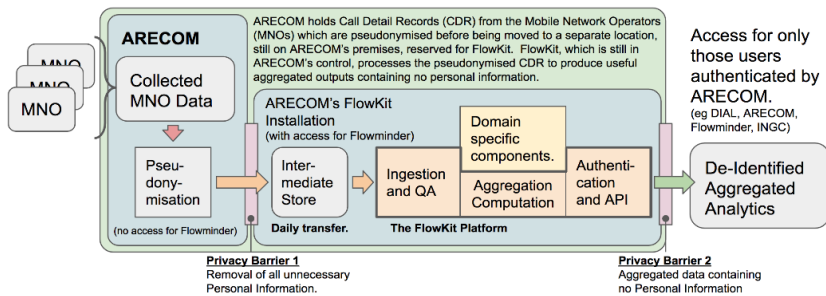 ARECOM holds Call Detail Records (CDR) from the Mobile Network Operators
(MNOs) which are pseudonymised before being moved to a separate location,
still on ARECOM's premises, reserved for FlowKit. FlowKit, which is still in
ARECOM's control, processes the pseudonymised CDR to produce useful
aggregated outputs containing no personal information.
MNO
MNO
MNO
ARECOM
Collected
MNO Data
Pseu-
dony-
misation
(no access for Flowminder)
ARECOM's FlowKit
Installation
(with access for Flowminder)
Inter-
mediate
Store
Daily transfer.
Ingestion
and QA
Domain
specific
components.
Aggregation
Computation
Authenti-
cation
and API
The FlowKit Platform
Access for only
those users
authenticated by
ARECOM.
(eg DIAL, ARECOM,
Flowminder, INGC)
De-Identified
Aggregated
Analytics
Privacy Barrier 1
Removal of all unnecessary
Personal Information.
Privacy Barrier 2
Aggregated data containing
no Personal Information